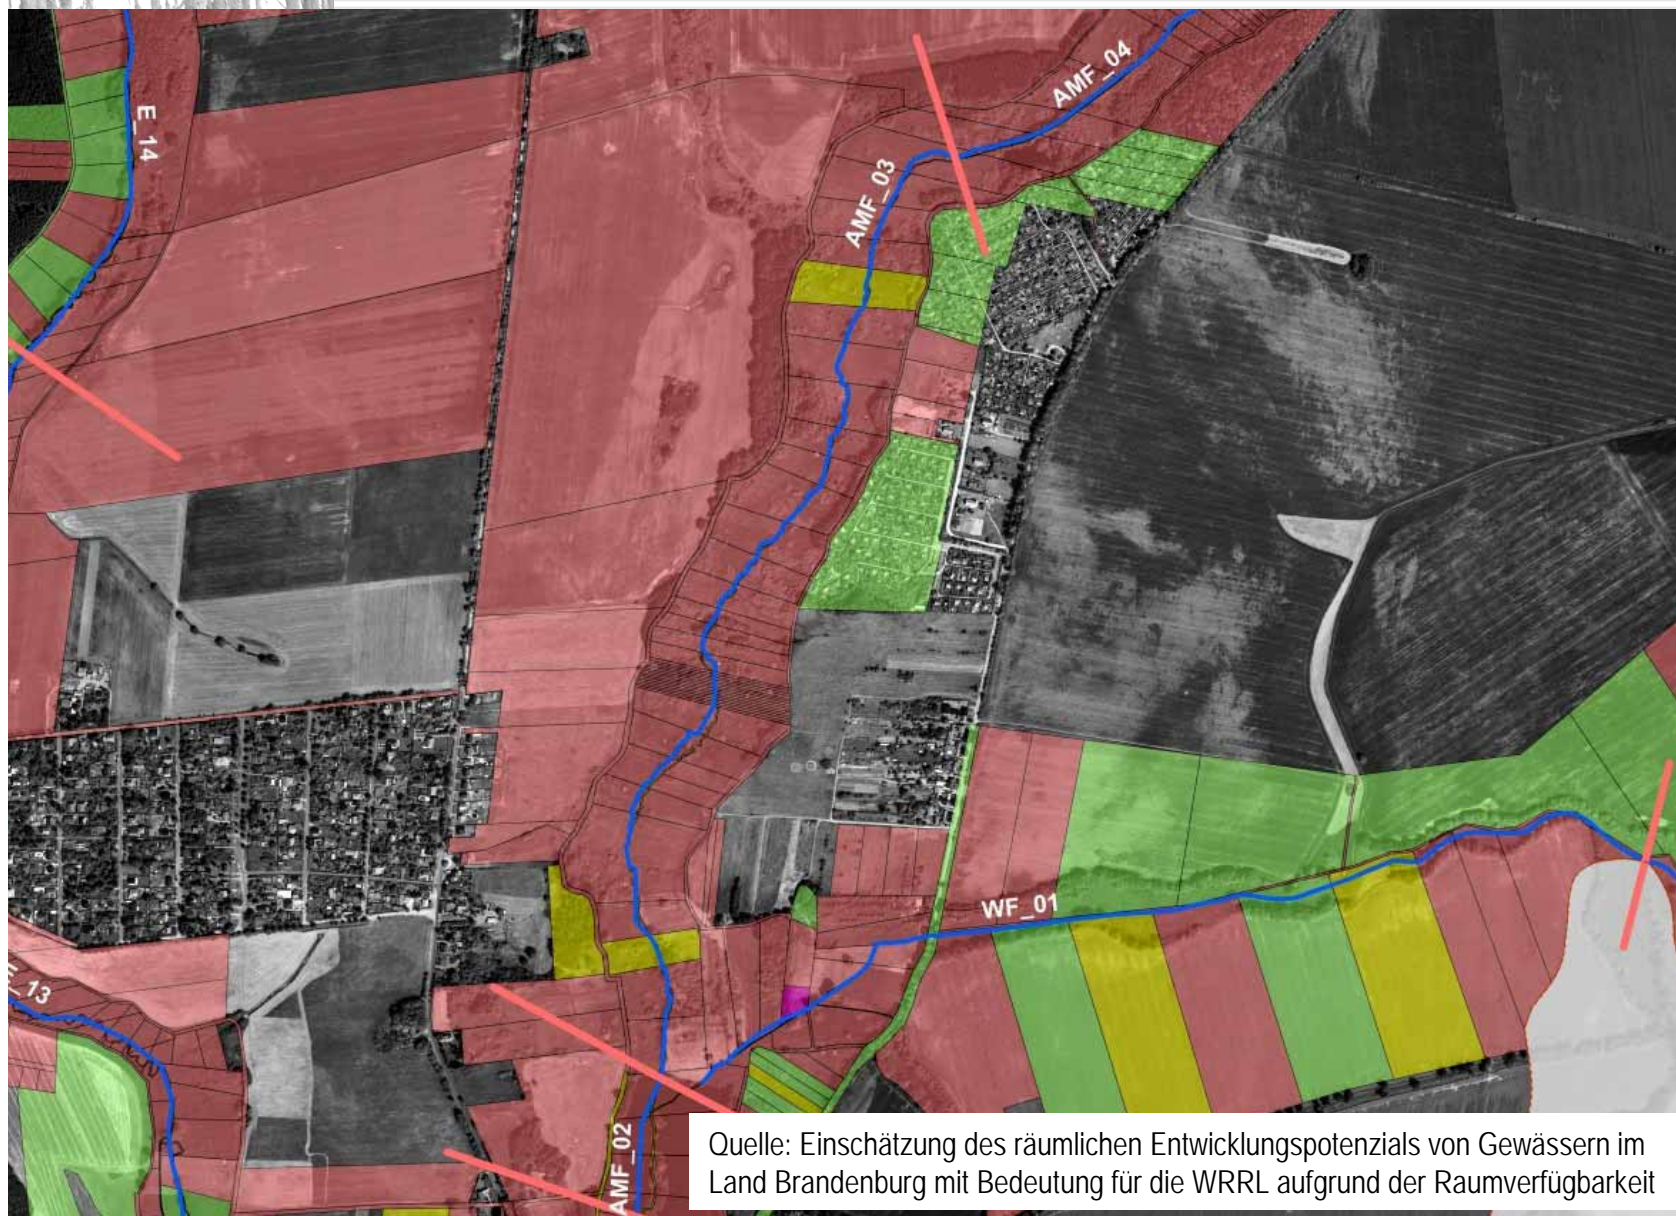 AMF_04
E_14
AMF_03
WF_01
_13
AMF_02
Quelle: Einschätzung des räumlichen Entwicklungspotenzials von Gewässern im
Land Brandenburg mit Bedeutung für die WRRL aufgrund der Raumverfügbarkeit